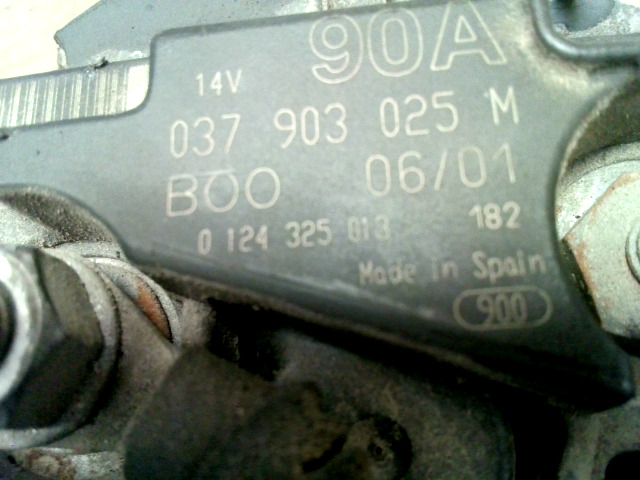 90A
14V
037 903 025 M
BOO 06/01
0 124 325 013 182
Made in Spain
900